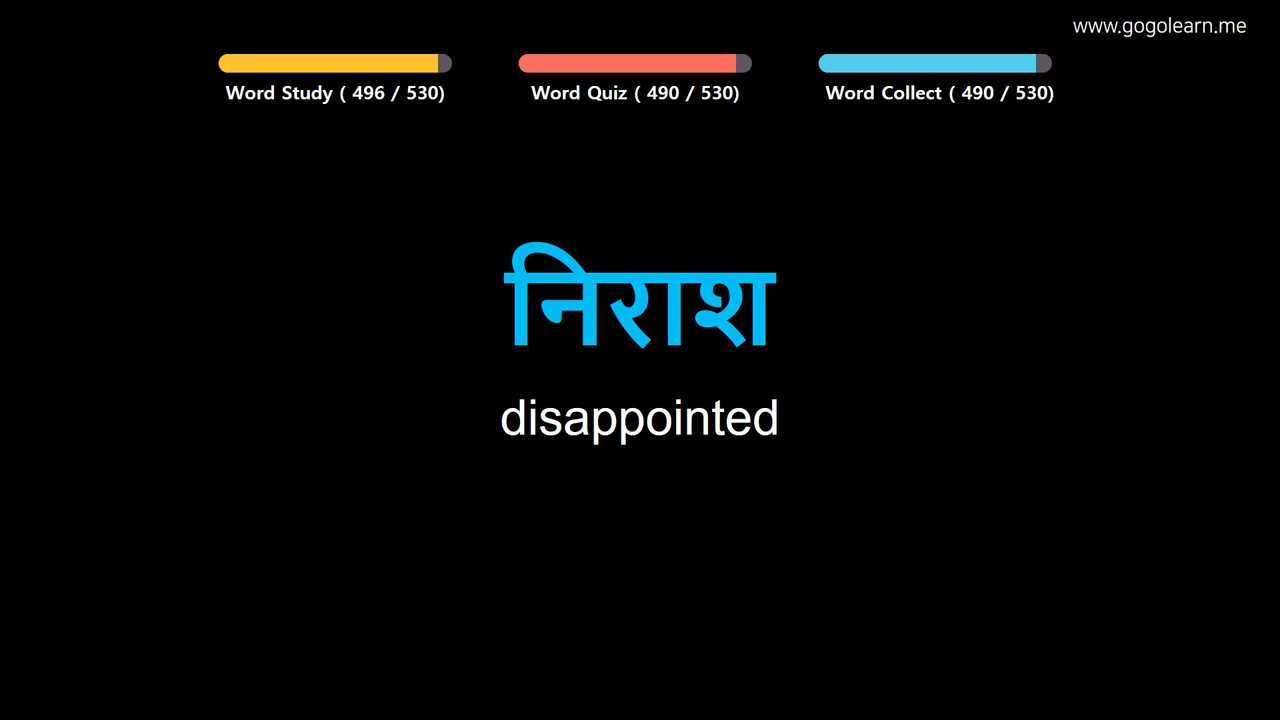 www.gogolearn.me
Word Study ( 496 / 530) Word Quiz ( 490 / 530) Word Collect ( 490 / 530)
निराश
disappointed